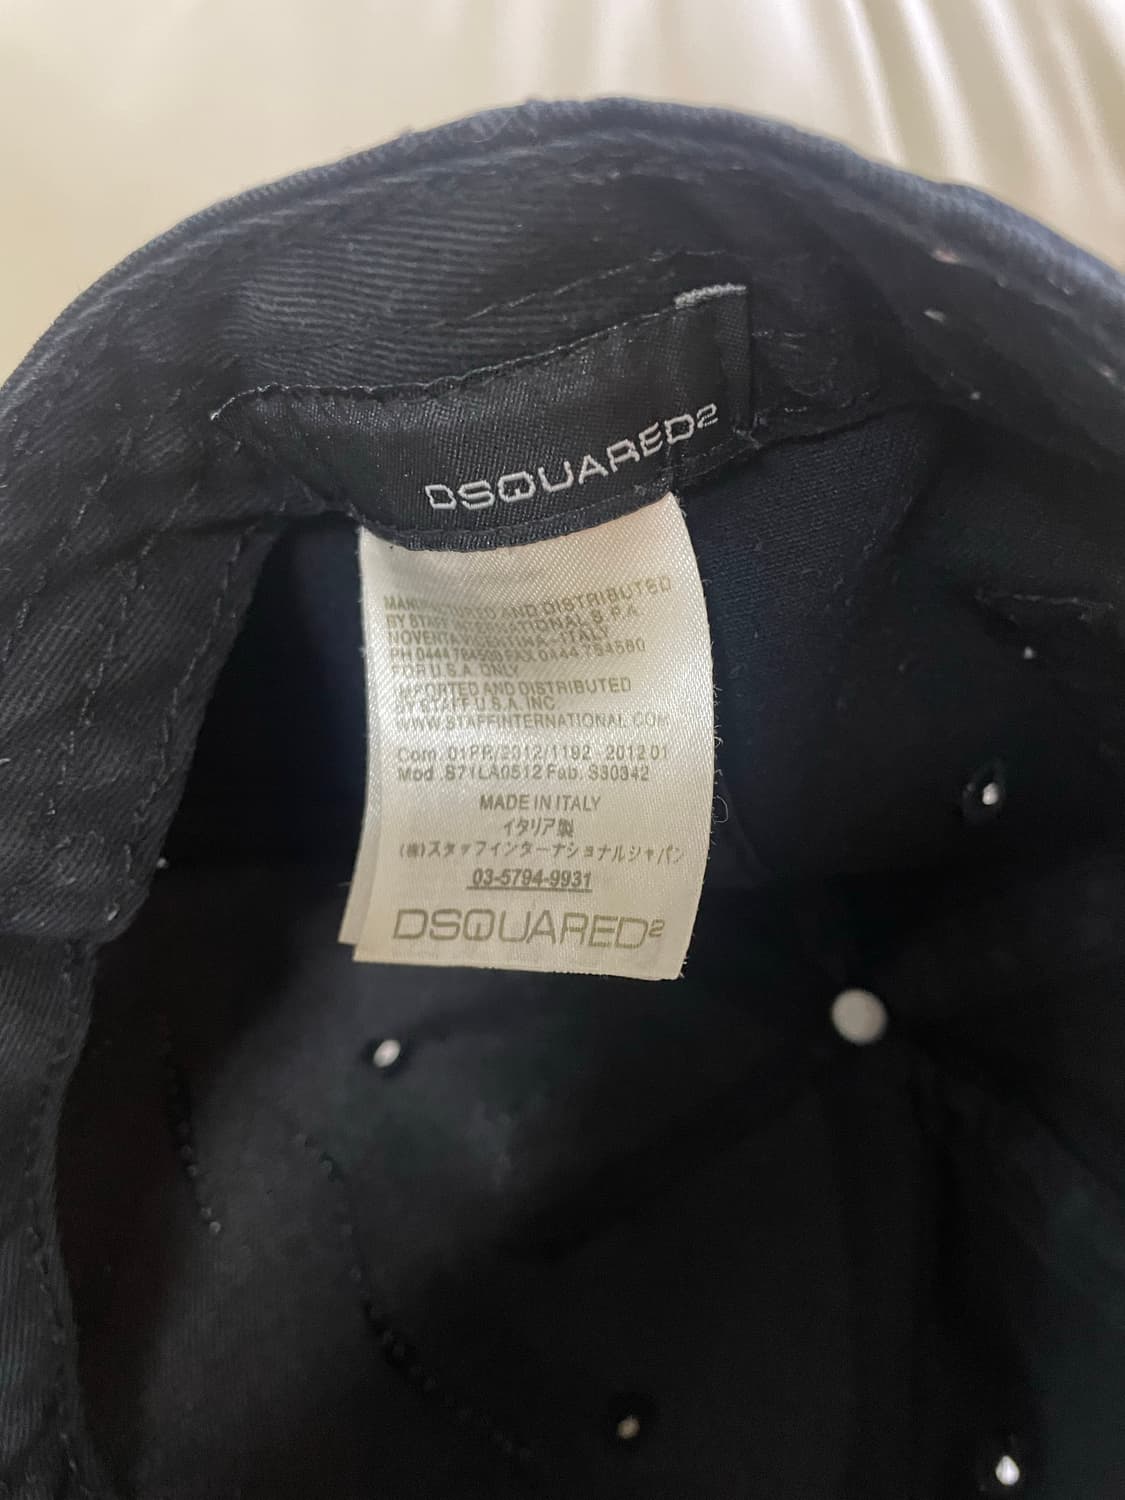 DSQUARED2
MANUFACTURED AND DISTRIBUTED
BY STAFF INTERNATIONAL S.P.A
NOVENTA VICENTINA - ITALY
PH 0444 784500 FAX 0444 784580
FOR U.S.A. ONLY
IMPORTED AND DISTRIBUTED
BY STAFF U.S.A. INC
WWW.STAFFINTERNATIONAL.COM
Com. 01PR/2012/1192 - 2012 01
Mod. S71LA0512 Fab. S30342
MADE IN ITALY
イタリア製
(株)スタッフインターナショナルジャパン
03-5794-9931
DSQUARED2